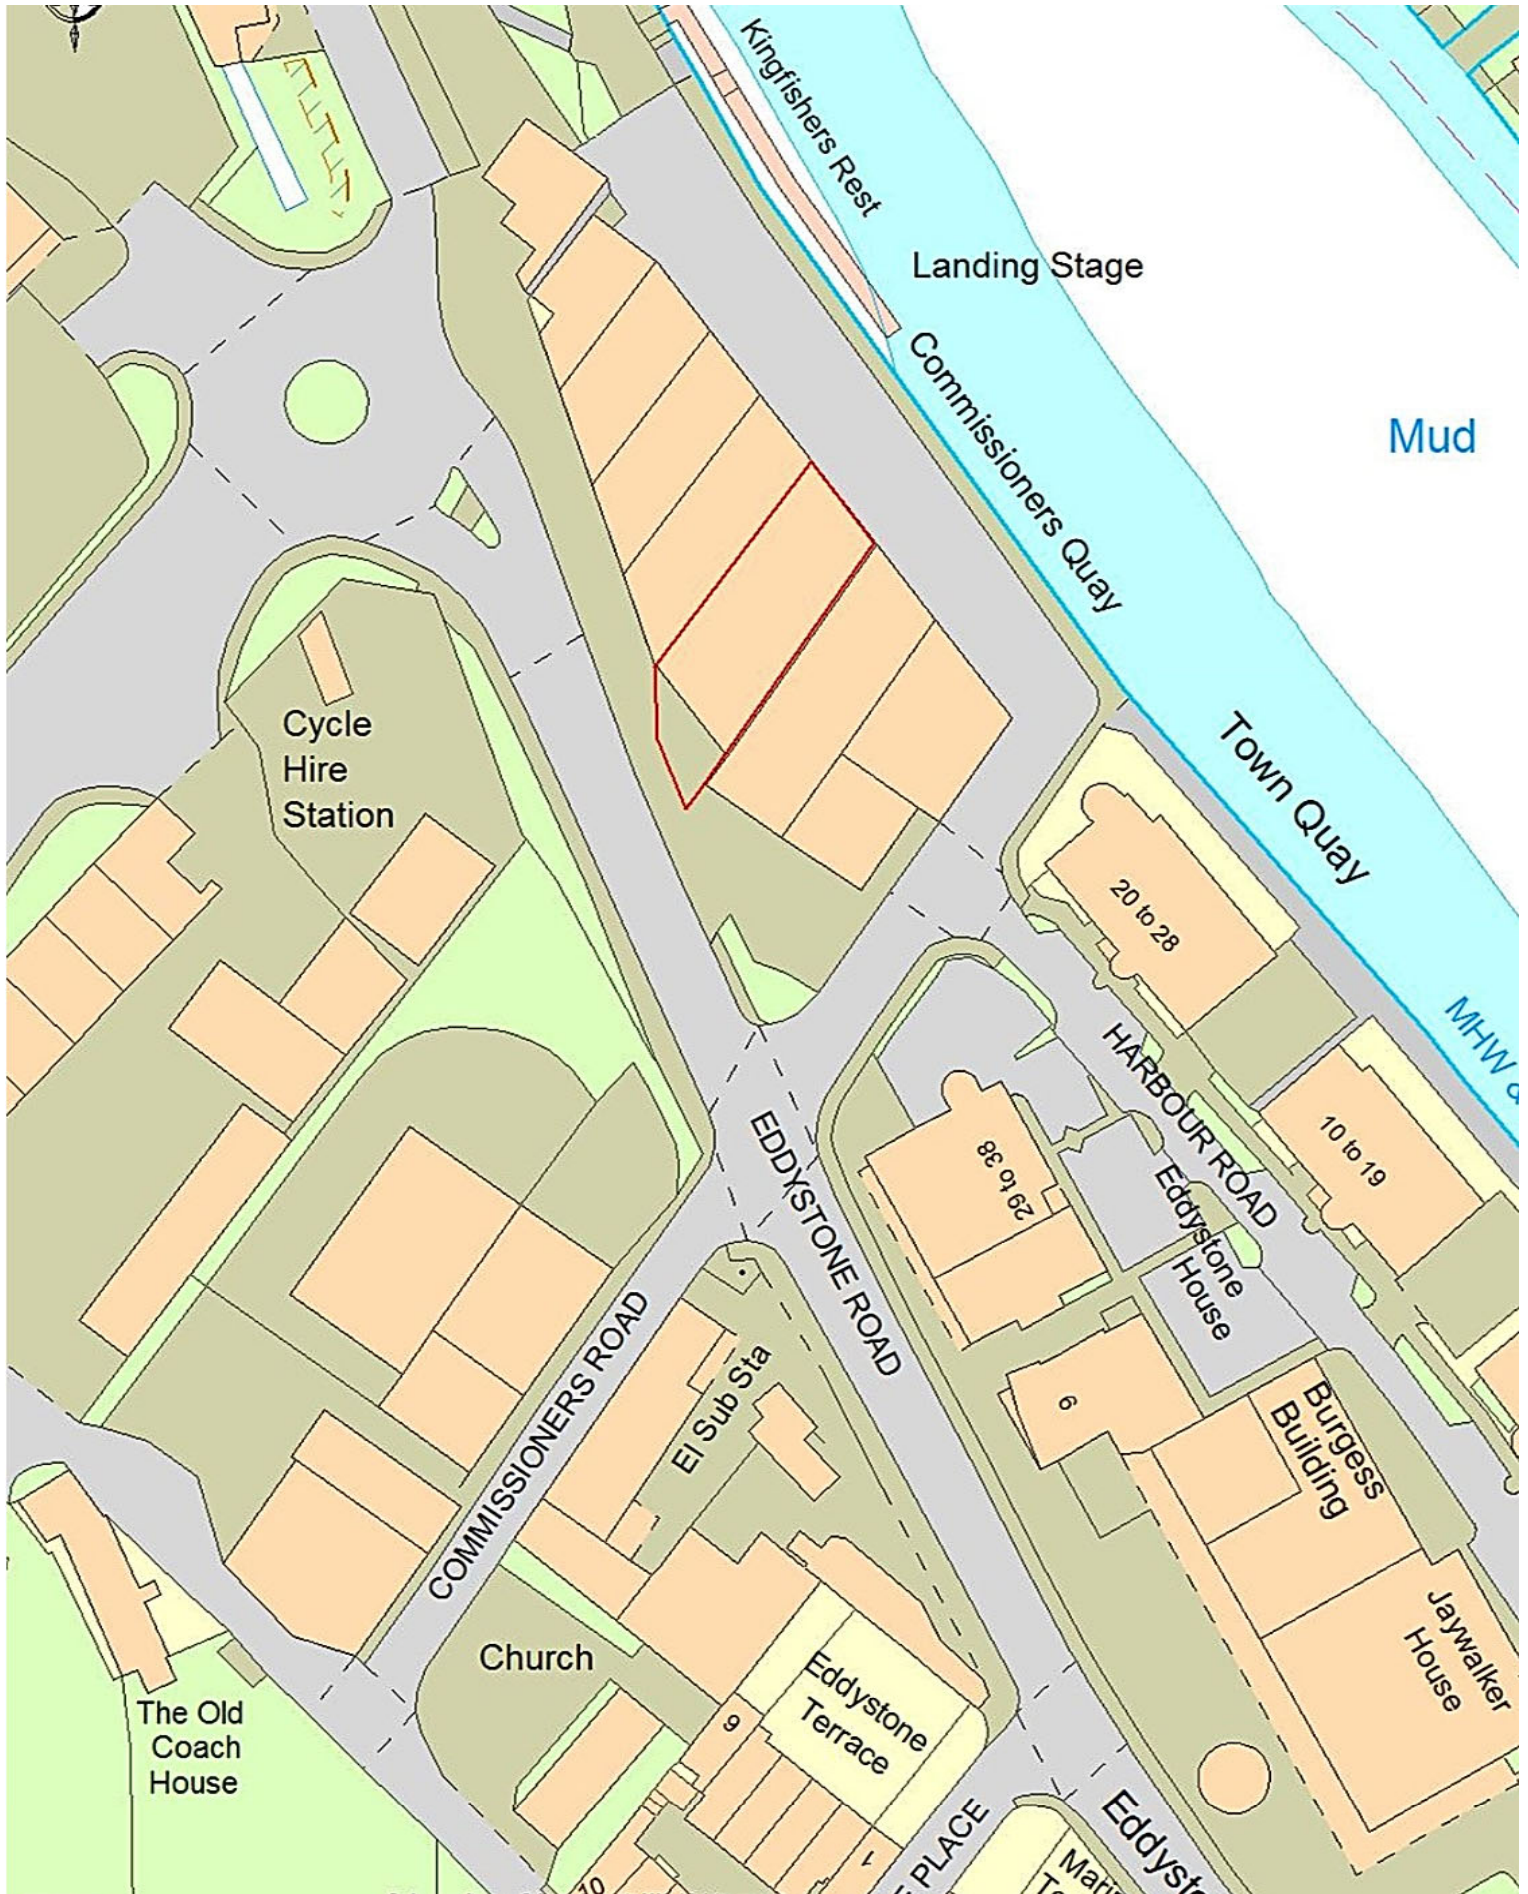 Kingfishers Rest
Landing Stage
Commissioners Quay
Mud
Town Quay
Cycle
Hire
Station
20 to 28
MHW &
HARBOUR ROAD
10 to 19
EDDYSTONE ROAD
29 to 38
Eddystone
House
COMMISSIONERS ROAD
El Sub Sta
9
Burgess
Building
Jaywalker
House
Church
The Old
Coach
House
Eddystone
Terrace
6
1
PLACE
10